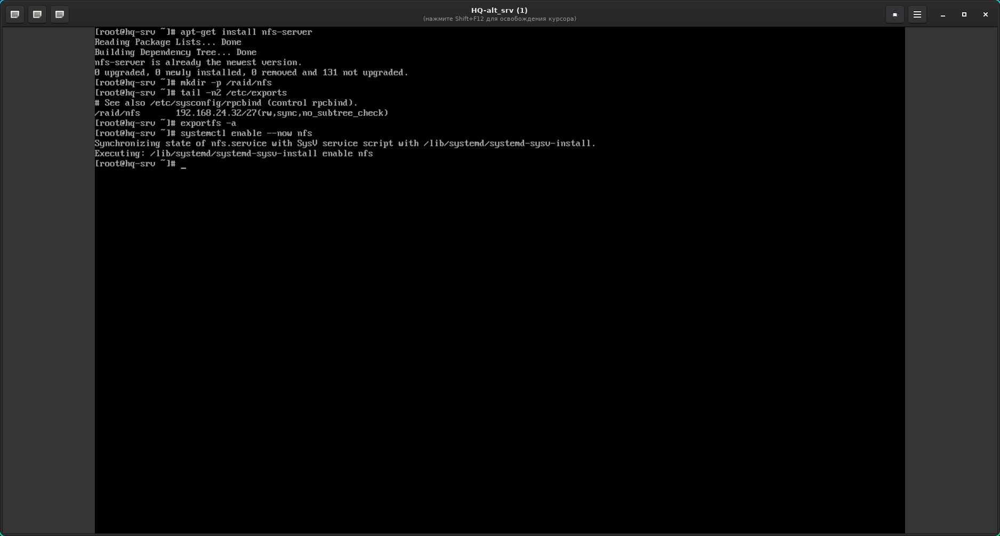 HQ-alt_srv (1)
(нажмите Shift+F12 для освобождения курсора)
[root@hq-srv ~]# apt-get install nfs-server
Reading Package Lists... Done
Building Dependency Tree... Done
nfs-server is already the newest version.
0 upgraded, 0 newly installed, 0 removed and 131 not upgraded.
[root@hq-srv ~]# mkdir -p /raid/nfs
[root@hq-srv ~]# tail -n2 /etc/exports
# See also /etc/sysconfig/rpcbind (control rpcbind).
/raid/nfs       192.168.24.32/27(rw,sync,no_subtree_check)
[root@hq-srv ~]# exportfs -a
[root@hq-srv ~]# systemctl enable --now nfs
Synchronizing state of nfs.service with SysV service script with /lib/systemd/systemd-sysv-install.
Executing: /lib/systemd/systemd-sysv-install enable nfs
[root@hq-srv ~]# _